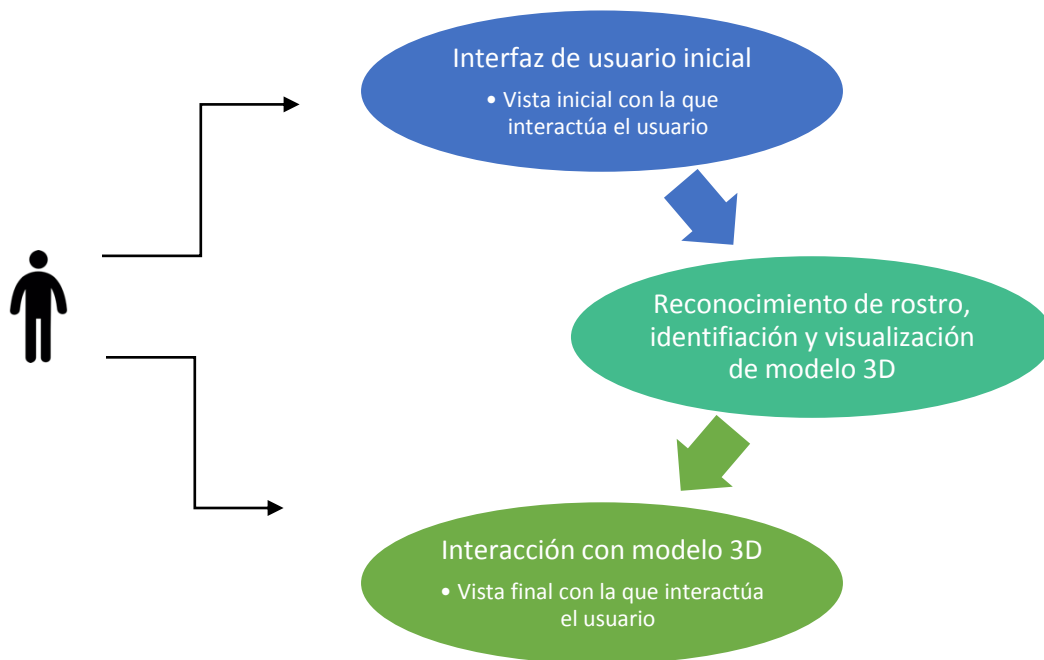 Interfaz de usuario inicial
• Vista inicial con la que
interactúa el usuario
Reconocimiento de rostro,
identifiación y visualización
de modelo 3D
Interacción con modelo 3D
• Vista final con la que interactúa
el usuario